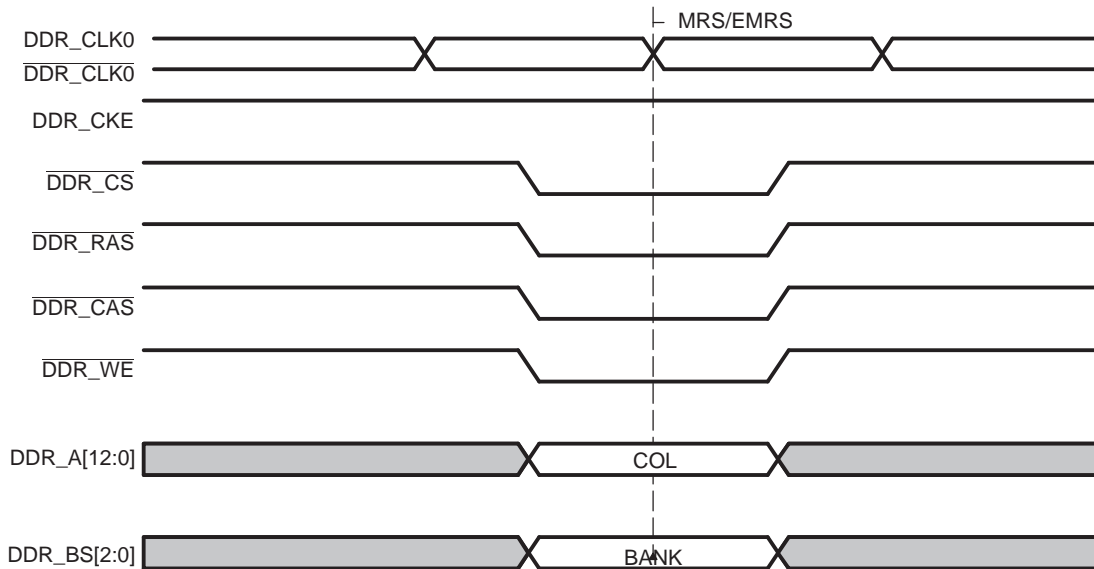 MRS/EMRS
DDR_CLK0
DDR_CLK0
DDR_CKE
DDR_CS
DDR_RAS
DDR_CAS
DDR_WE
DDR_A[12:0]
COL
DDR_BS[2:0]
BANK